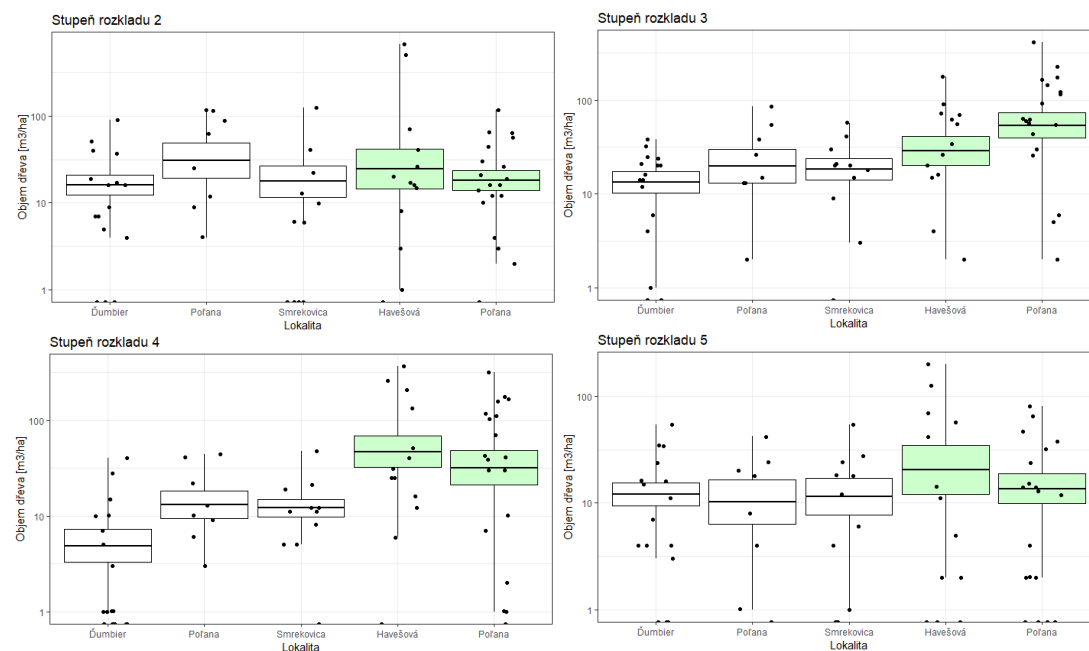 Stupeň rozkladu 2
Objem dřeva [m3/ha]
100
10
1
Ďumbier Poľana Smrekovica Havešová Poľana
Lokalita
Stupeň rozkladu 3
Objem dřeva [m3/ha]
100
10
1
Ďumbier Poľana Smrekovica Havešová Poľana
Lokalita
Stupeň rozkladu 4
Objem dřeva [m3/ha]
100
10
1
Ďumbier Poľana Smrekovica Havešová Poľana
Lokalita
Stupeň rozkladu 5
Objem dřeva [m3/ha]
100
10
1
Ďumbier Poľana Smrekovica Havešová Poľana
Lokalita